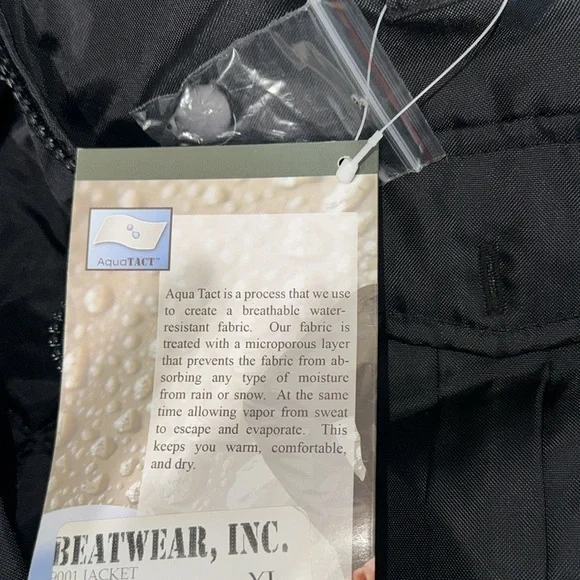 AquaTACT™
Aqua Tact is a process that we use
to create a breathable water-
resistant fabric. Our fabric is
treated with a microporous layer
that prevents the fabric from ab-
sorbing any type of moisture
from rain or snow. At the same
time allowing vapor from sweat
to escape and evaporate. This
keeps you warm, comfortable,
and dry.
BEATWEAR, INC.
9001 JACKET
XL